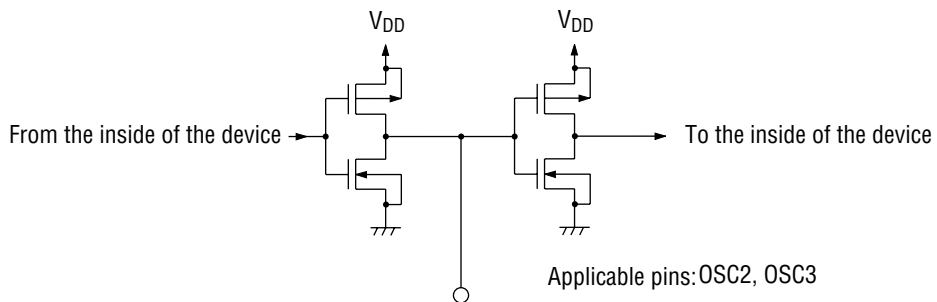 VDD VDD
From the inside of the device To the inside of the device
Applicable pins: OSC2, OSC3